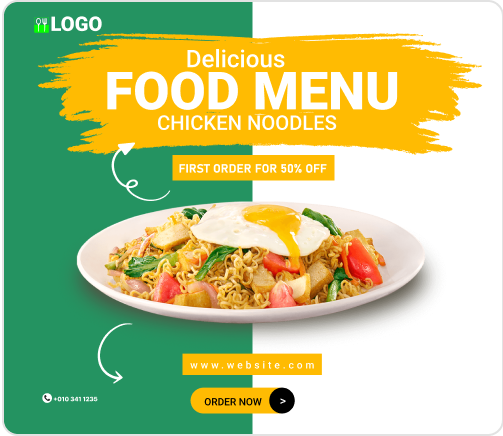 LOGO
Delicious
FOOD MENU
CHICKEN NOODLES
FIRST ORDER FOR 50% OFF
www.website.com
ORDER NOW >
+010 341 1235